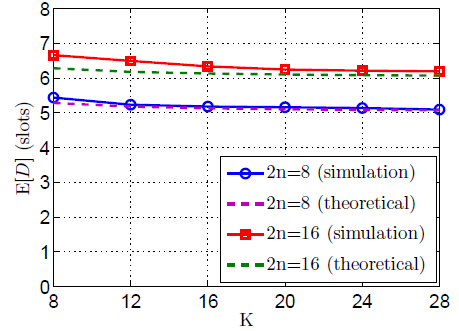 8
7
6
5
4
3
2
1
0
E[D] (slots)
2n=8 (simulation)
2n=8 (theoretical)
2n=16 (simulation)
2n=16 (theoretical)
8 12 16 20 24 28
K